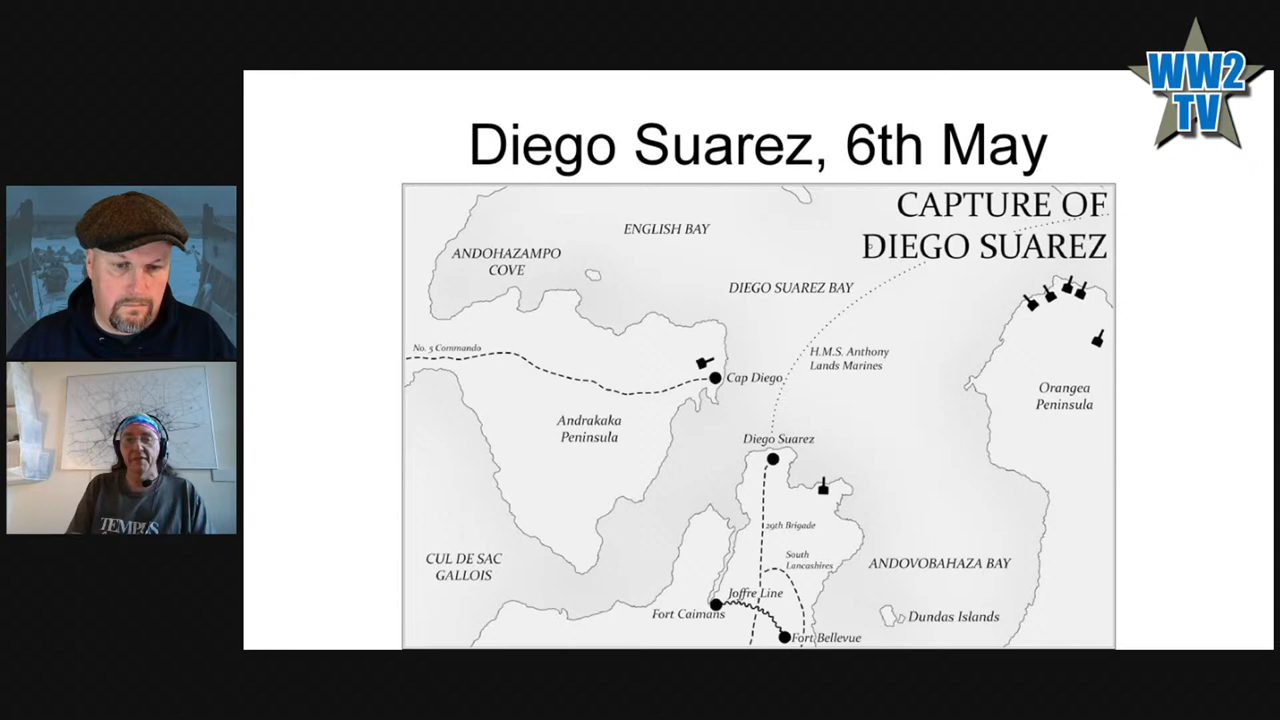 WW2
TV
Diego Suarez, 6th May
CAPTURE OF
DIEGO SUAREZ
ENGLISH BAY
ANDOHAZAMPO
COVE
DIEGO SUAREZ BAY
No. 5 Commando
H.M.S. Anthony
Lands Marines
Cap Diego
Orangea
Peninsula
Andrakaka
Peninsula
Diego Suarez
29th Brigade
South
Lancashires
CUL DE SAC
GALLOIS
ANDOVOBAHAZA BAY
Joffre Line
Fort Caimans
Dundas Islands
Fort Bellevue
TEMPUS